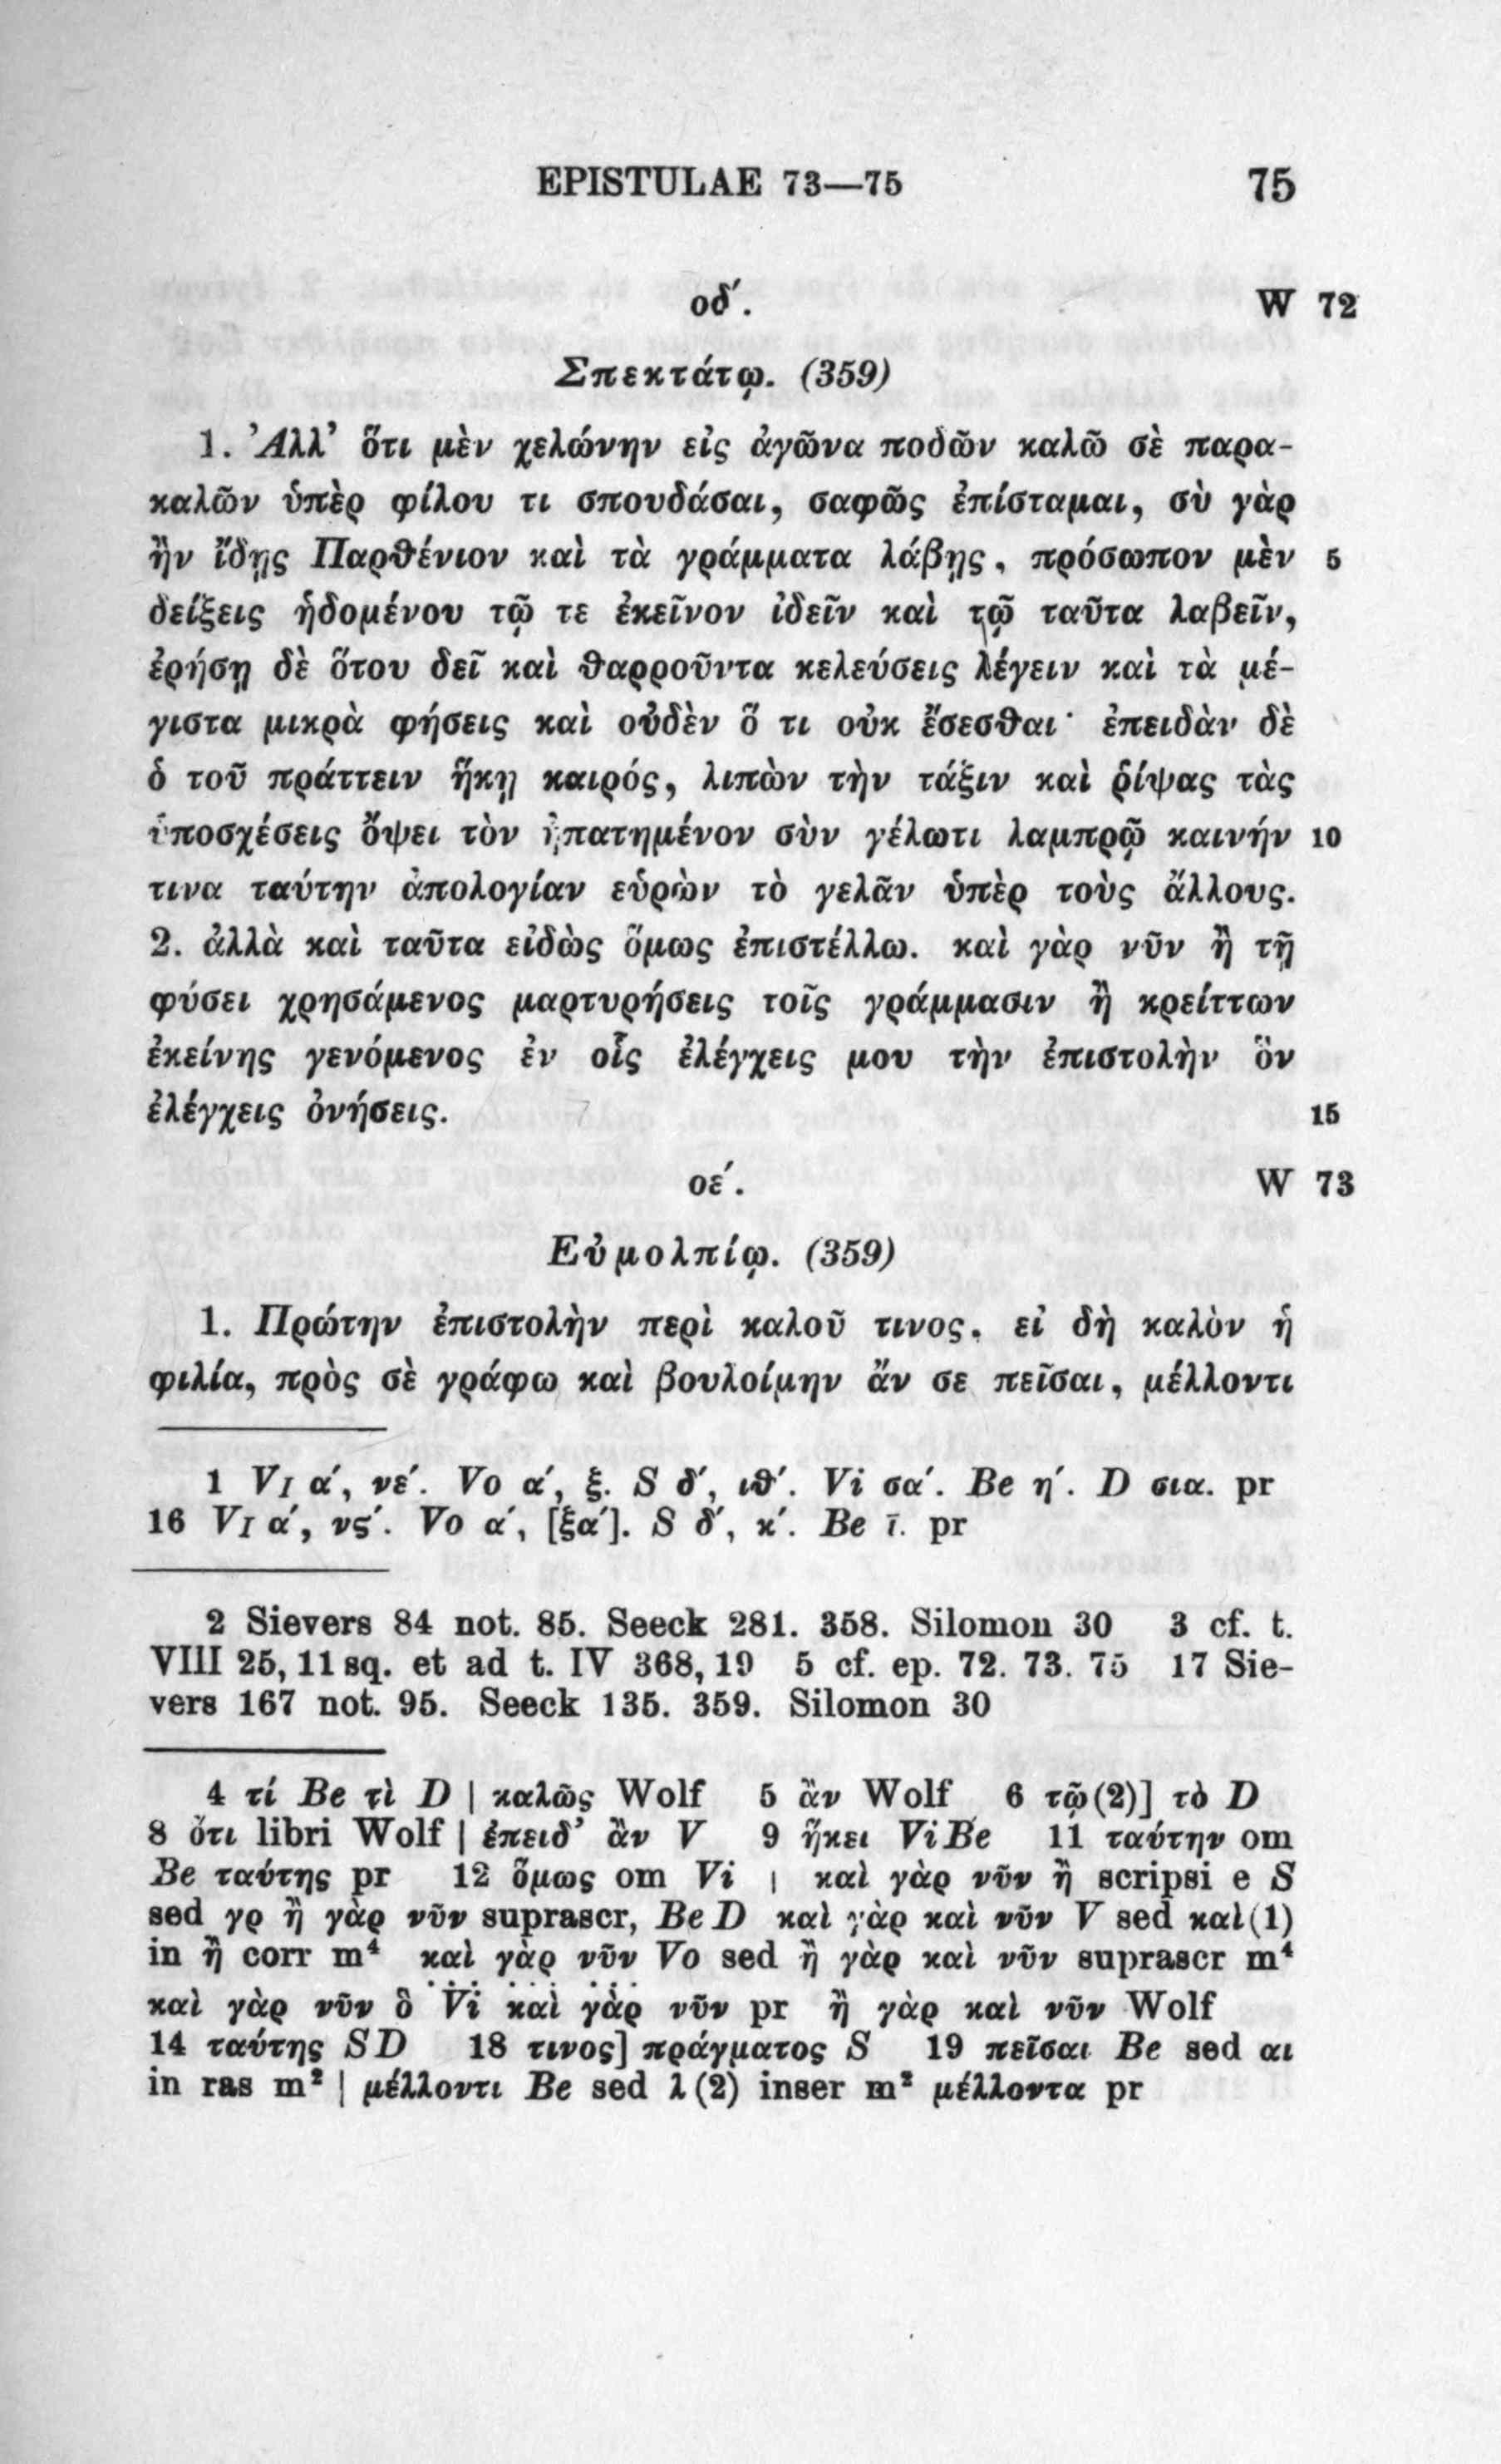 EPISTULAE 73—75 75
οδ΄. W 72
Σπεκτάτῳ. (359)
1. Ἀλλ’ ὅτι μὲν χελώνην εἰς ἀγῶνα ποδῶν καλῶ σὲ παρα-
καλῶν ὑπὲρ φίλου τι σπουδάσαι, σαφῶς ἐπίσταμαι, σὺ γὰρ
ἢν ἴδῃς Παρθένιον καὶ τὰ γράμματα λάβῃς, πρόσωπον μὲν 5
δείξεις ἡδομένου τῷ τε ἐκεῖνον ἰδεῖν καὶ τῷ ταῦτα λαβεῖν,
ἐρήσῃ δὲ ὅτου δεῖ καὶ θαρροῦντα κελεύσεις λέγειν καὶ τὰ μέ-
γιστα μικρὰ φήσεις καὶ οὐδὲν ὅ τι οὐκ ἔσεσθαι· ἐπειδὰν δὲ
ὁ τοῦ πράττειν ἥκῃ καιρός, λιπὼν τὴν τάξιν καὶ ῥίψας τὰς
ὑποσχέσεις ὄψει τὸν ἠπατημένον σὺν γέλωτι λαμπρῷ καινήν 10
τινα ταύτην ἀπολογίαν εὑρὼν τὸ γελᾶν ὑπὲρ τοὺς ἄλλους.
2. ἀλλὰ καὶ ταῦτα εἰδὼς ὅμως ἐπιστέλλω. καὶ γὰρ νῦν ἢ τῇ
φύσει χρησάμενος μαρτυρήσεις τοῖς γράμμασιν ἢ κρείττων
ἐκείνης γενόμενος ἐν οἷς ἐλέγχεις μου τὴν ἐπιστολὴν ὃν
ἐλέγχεις ὀνήσεις. 15
οε΄. W 73
Εὐμολπίῳ. (359)
1. Πρώτην ἐπιστολὴν περὶ καλοῦ τινος, εἰ δὴ καλὸν ἡ
φιλία, πρὸς σὲ γράφω καὶ βουλοίμην ἄν σε πεῖσαι, μέλλοντι
1 VI α΄, νε΄. Vo α΄, ξ. S δ΄, ιθ΄. Vi σα΄. Be η΄. D σια. pr
16 VI α΄, νς΄. Vo α΄, [ξα΄]. S δ΄, κ΄. Be ῑ. pr
2 Sievers 84 not. 85. Seeck 281. 358. Silomon 30 3 cf. t.
VIII 25, 11 sq. et ad t. IV 368, 19 5 cf. ep. 72. 73. 75 17 Sie-
vers 167 not. 95. Seeck 135. 359. Silomon 30
4 τί Be τὶ D | καλῶς Wolf 5 ἂν Wolf 6 τῷ(2)] τὸ D
8 ὅτι libri Wolf | ἐπειδ’ ἂν V 9 ἥκει ViBe 11 ταύτην om
Be ταύτης pr 12 ὅμως om Vi | καὶ γὰρ νῦν ἢ scripsi e S
sed γρ ἢ γὰρ νῦν suprascr, Be D καὶ γὰρ καὶ νῦν V sed καὶ(1)
in ἢ corr m⁴ καὶ γὰρ νῦν Vo sed ἢ γὰρ καὶ νῦν suprascr m⁴
καὶ γὰρ νῦν ὃ Vi καὶ γὰρ νῦν pr ἢ γὰρ καὶ νῦν Wolf
14 ταύτης SD 18 τινος] πράγματος S 19 πεῖσαι Be sed αι
in ras m² | μέλλοντι Be sed λ(2) inser m² μέλλοντα pr